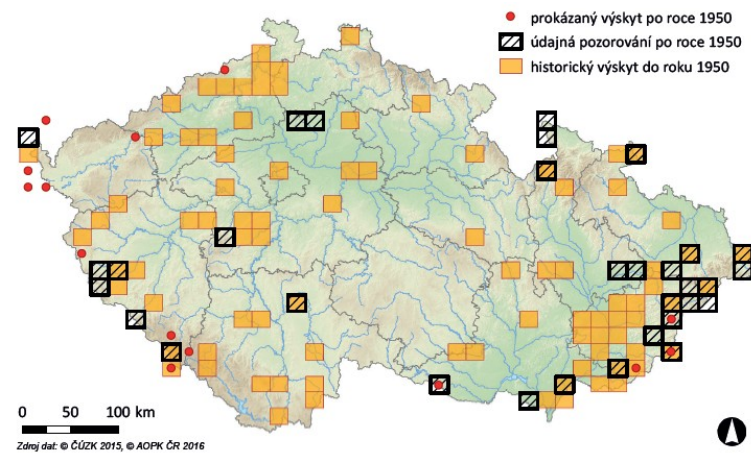 prokázaný výskyt po roce 1950
údajná pozorování po roce 1950
historický výskyt do roku 1950
0 50 100 km
Zdroj dat: © ČÚZK 2015, © AOPK ČR 2016